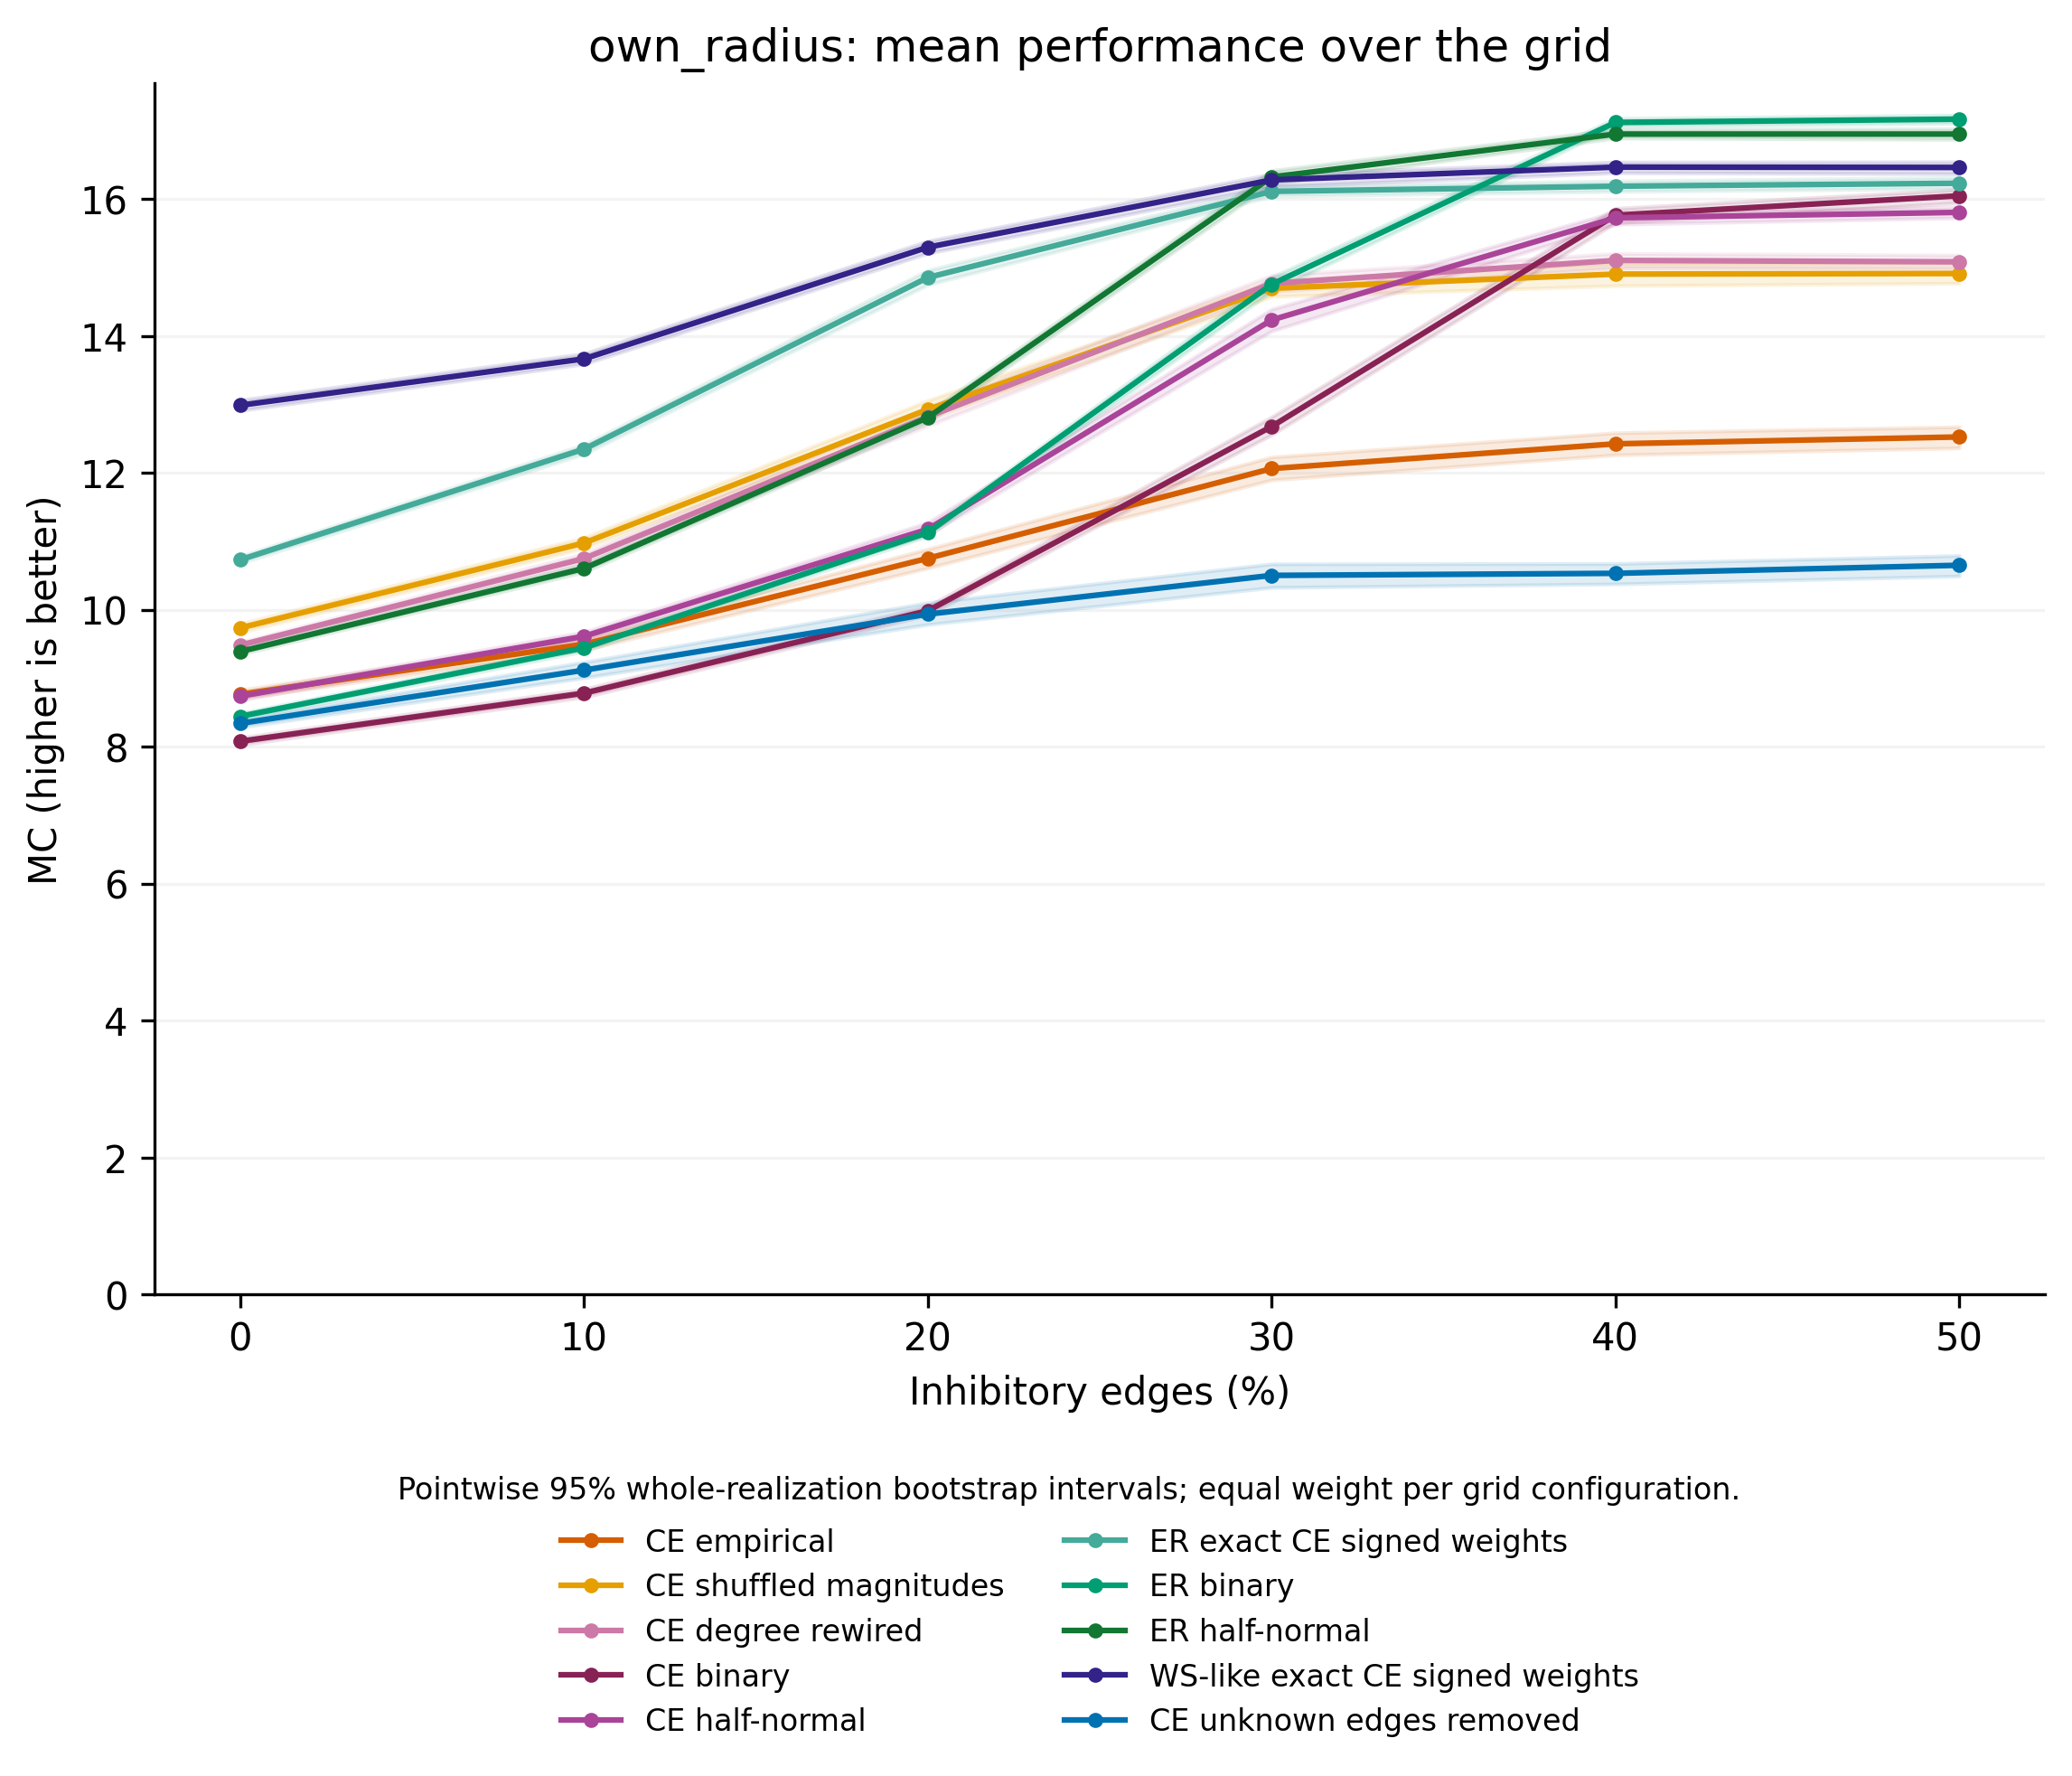 own_radius: mean performance over the grid
MC (higher is better)
16
14
12
10
8
6
4
2
0
0 10 20 30 40 50
Inhibitory edges (%)
Pointwise 95% whole-realization bootstrap intervals; equal weight per grid configuration.
CE empirical
CE shuffled magnitudes
CE degree rewired
CE binary
CE half-normal
ER exact CE signed weights
ER binary
ER half-normal
WS-like exact CE signed weights
CE unknown edges removed